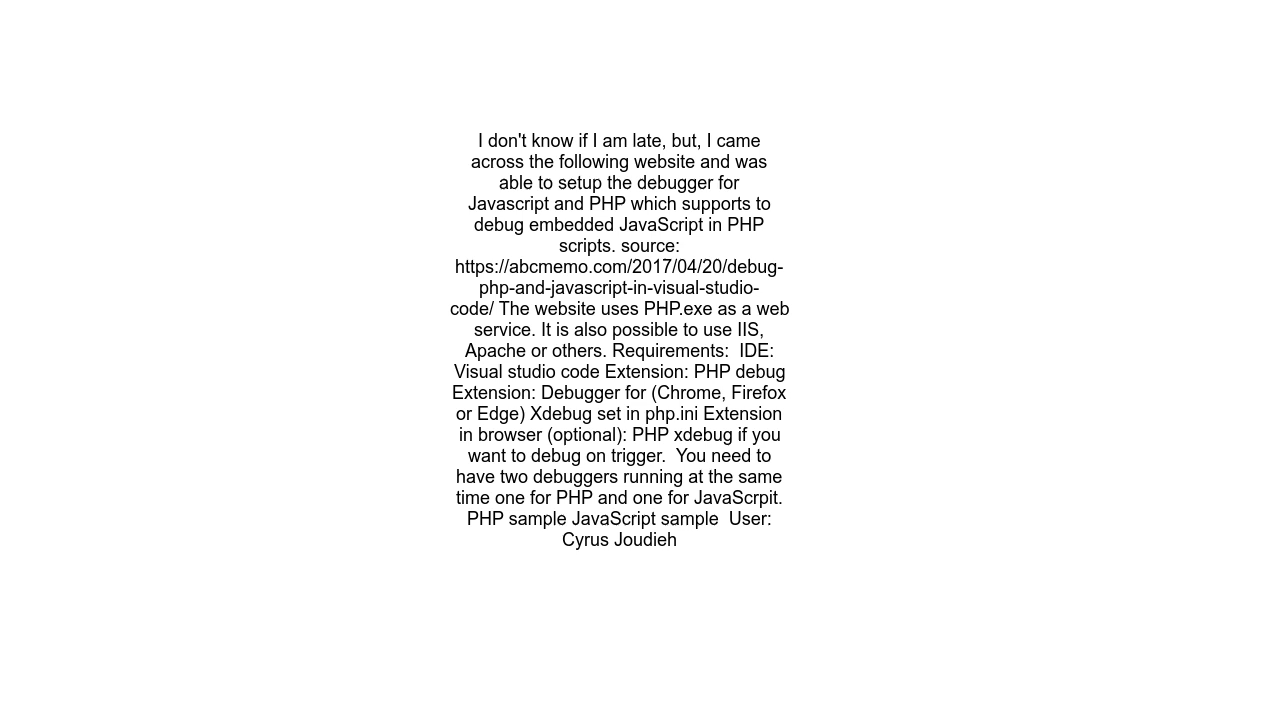 I don't know if I am late, but, I came
across the following website and was
able to setup the debugger for
Javascript and PHP which supports to
debug embedded JavaScript in PHP
scripts. source:
https://abcmemo.com/2017/04/20/debug-
php-and-javascript-in-visual-studio-
code/ The website uses PHP.exe as a web
service. It is also possible to use IIS,
Apache or others. Requirements:  IDE:
Visual studio code Extension: PHP debug
Extension: Debugger for (Chrome, Firefox
or Edge) Xdebug set in php.ini Extension
in browser (optional): PHP xdebug if you
want to debug on trigger.  You need to
have two debuggers running at the same
time one for PHP and one for JavaScrpit.
PHP sample JavaScript sample  User:
Cyrus Joudieh